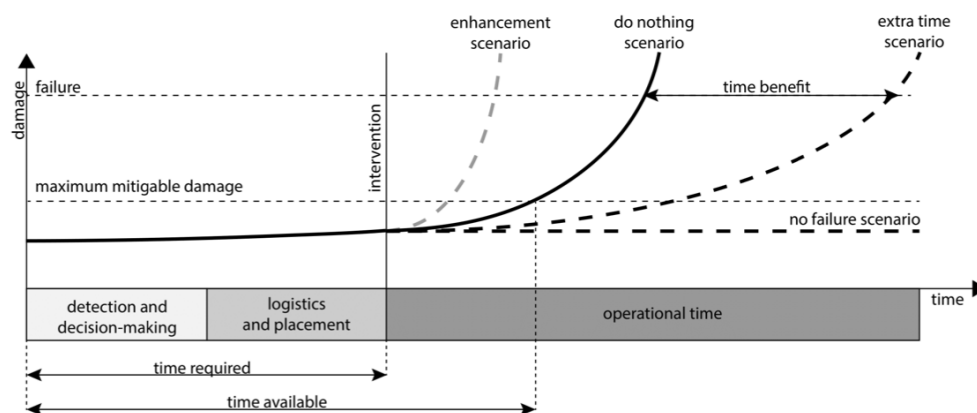 enhancement
scenario
do nothing
scenario
extra time
scenario
damage
failure
time benefit
intervention
maximum mitigable damage
no failure scenario
detection and
decision-making
logistics
and placement
operational time
time
time required
time available